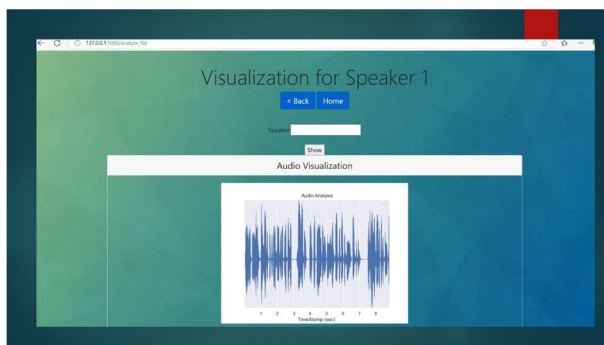 127.0.0.1:5000/analyze_file
Visualization for Speaker 1
< Back Home
Speaker
Show
Audio Visualization
Audio Analysis
1 2 3 4 5 6 7 8
TimeStamp (sec)